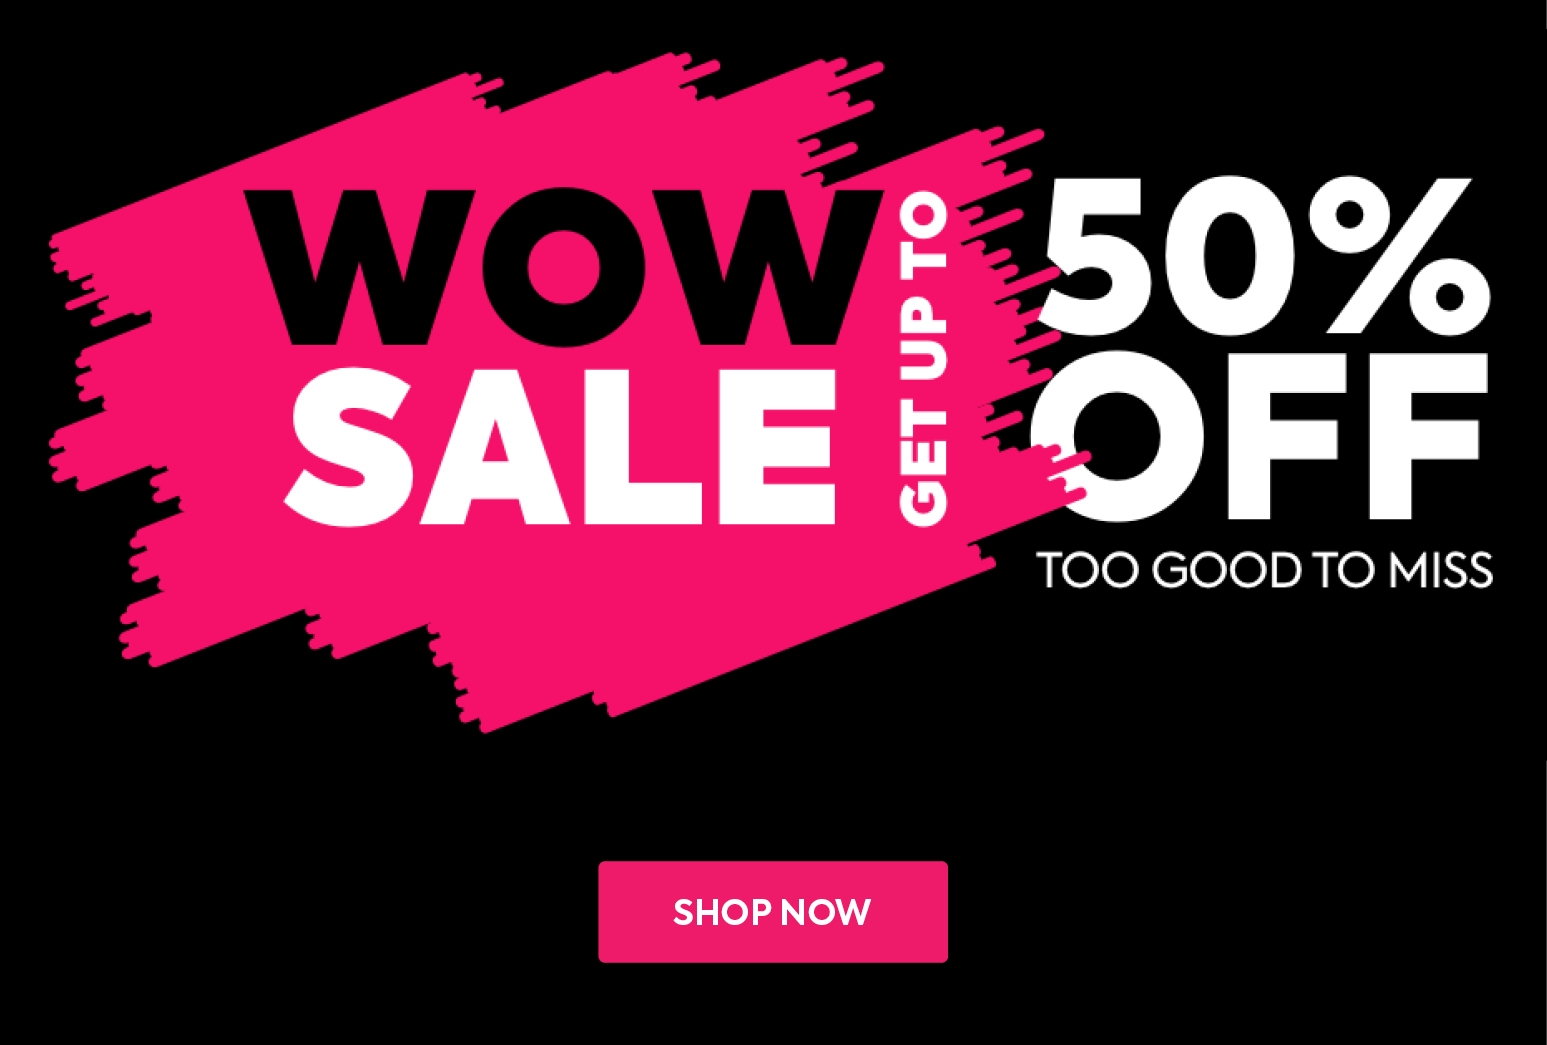 WOW
SALE
GET UP TO
50%
OFF
TOO GOOD TO MISS
SHOP NOW